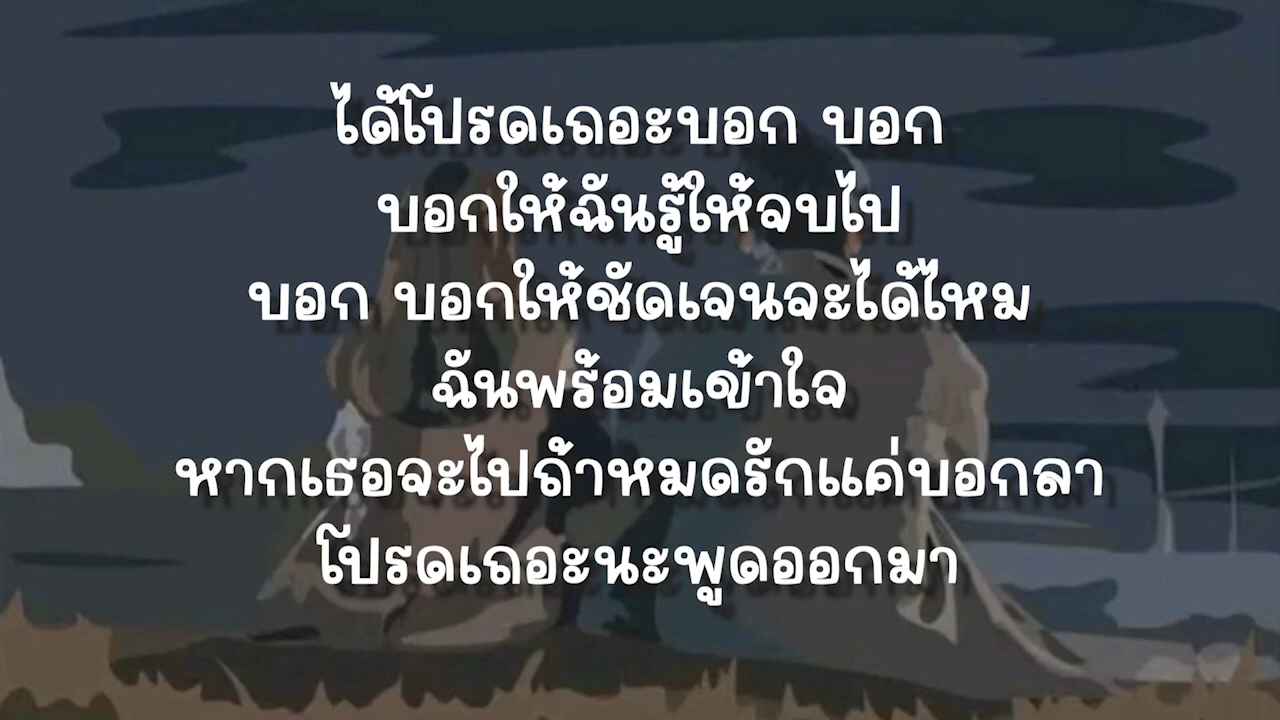 ได้โปรดเถอะบอก บอก
บอกให้ฉันรู้ให้จบไป
บอก บอกให้ชัดเจนจะได้ไหม
ฉันพร้อมเข้าใจ
หากเธอจะไปถ้าหมดรักแค่บอกลา
โปรดเถอะนะพูดออกมา